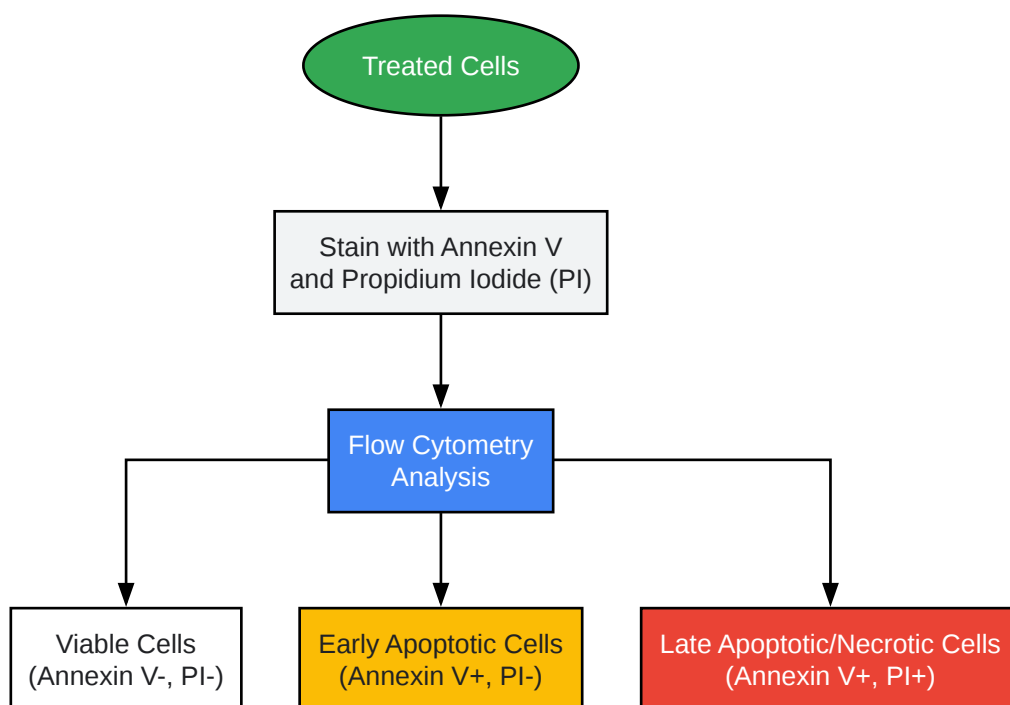 Treated Cells
Stain with Annexin V
and Propidium Iodide (PI)
Flow Cytometry
Analysis
Viable Cells
(Annexin V-, PI-)
Early Apoptotic Cells
(Annexin V+, PI-)
Late Apoptotic/Necrotic Cells
(Annexin V+, PI+)